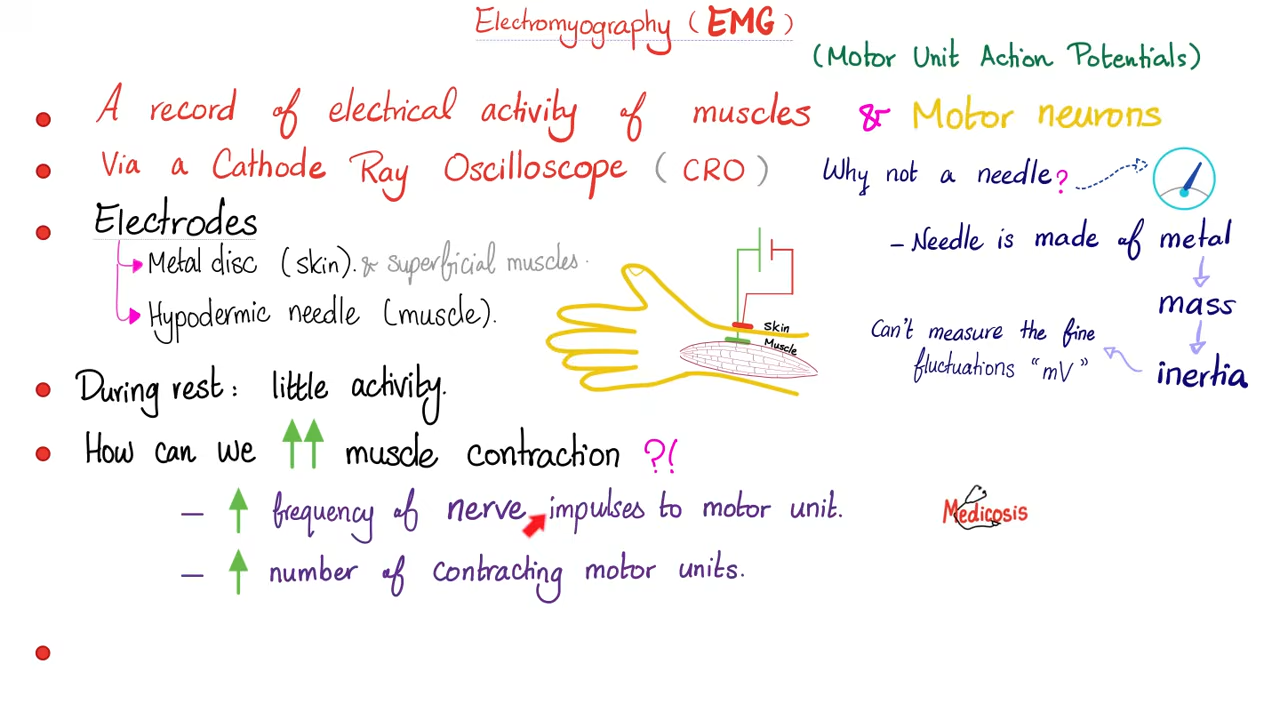 Electromyography (EMG)
(Motor Unit Action Potentials)
A record of electrical activity of muscles & Motor neurons
Via a Cathode Ray Oscilloscope (CRO)
Why not a needle?
Electrodes
- Needle is made of metal
Metal disc (skin). & superficial muscles.
mass
Hypodermic needle (muscle).
Skin
Muscle
Can't measure the fine
fluctuations "mV"
inertia
During rest: little activity.
How can we muscle contraction ?!
- frequency of nerve impulses to motor unit.
Medicosis
- number of contracting motor units.